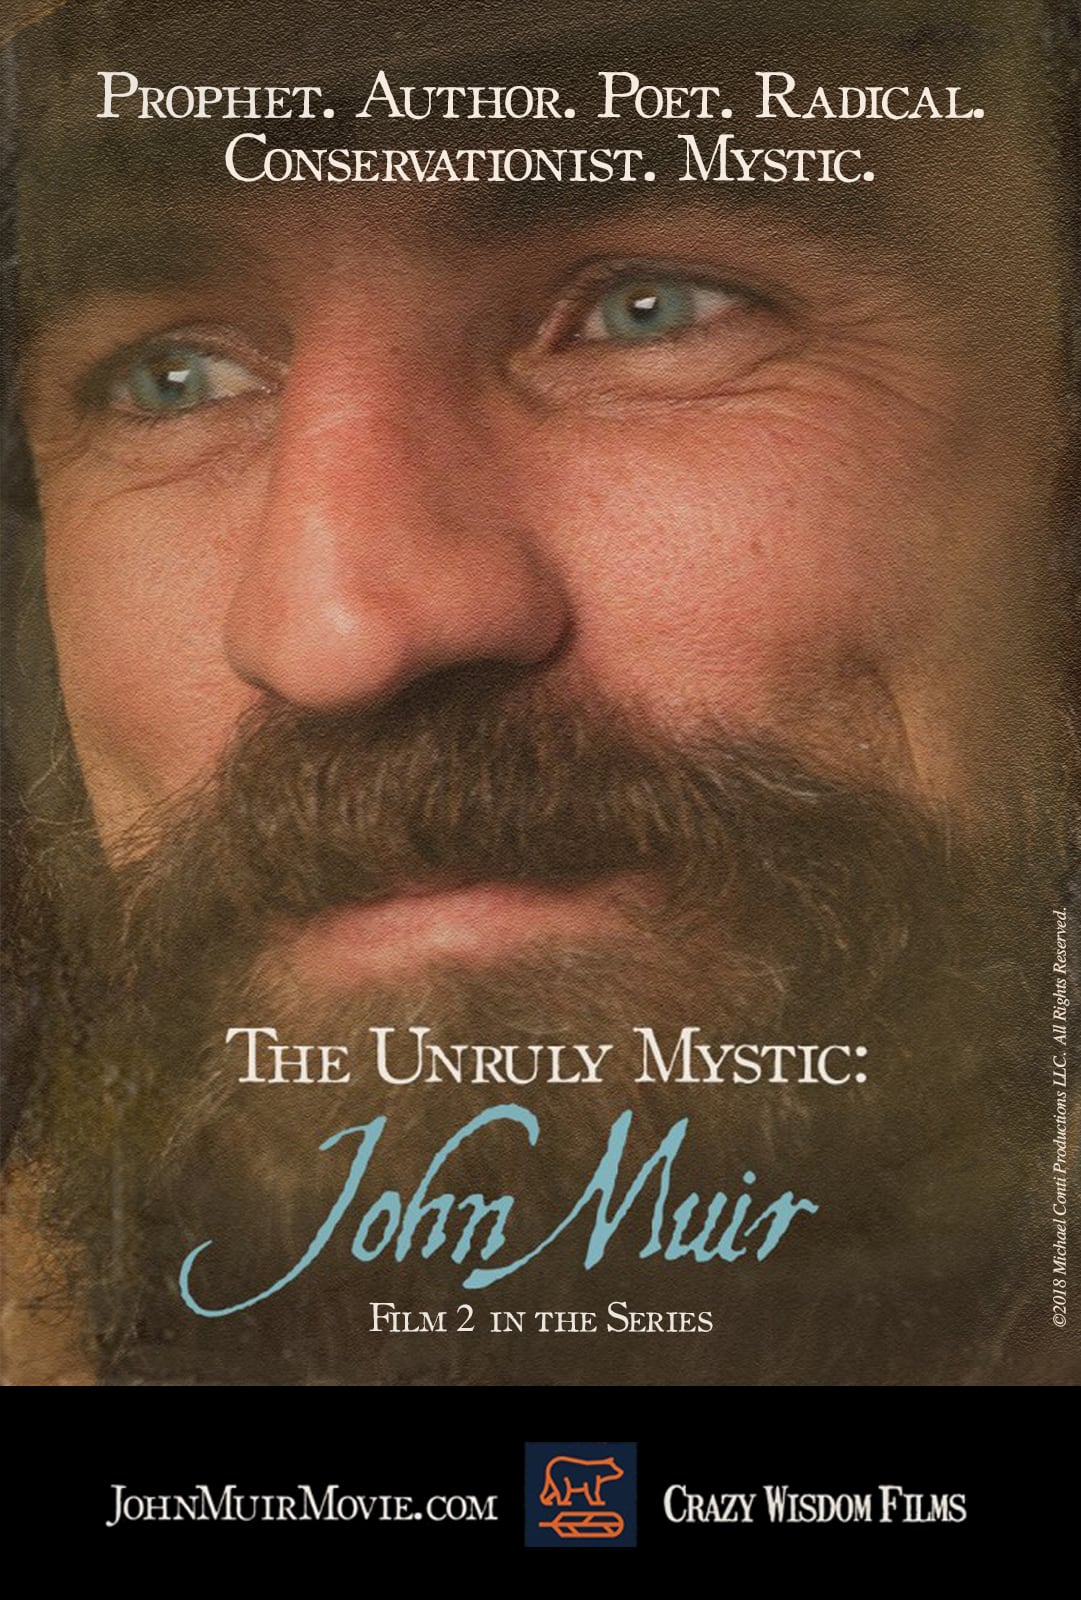 PROPHET. AUTHOR. POET. RADICAL.
CONSERVATIONIST. MYSTIC.
THE UNRULY MYSTIC:
John Muir
FILM 2 IN THE SERIES
©2018 Michael Conti Productions LLC. All Rights Reserved.
JOHNMUIRMOVIE.COM
CRAZY WISDOM FILMS